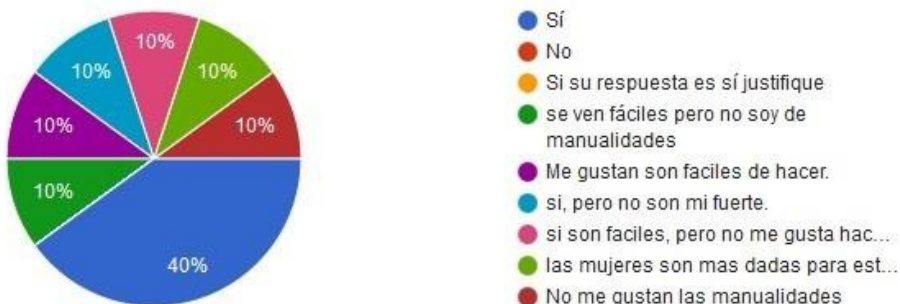 10%
10%
10%
10%
10%
10%
40%
Sí
No
Si su respuesta es sí justifique
se ven fáciles pero no soy de
manualidades
Me gustan son faciles de hacer.
si, pero no son mi fuerte.
si son faciles, pero no me gusta hac...
las mujeres son mas dadas para est...
No me gustan las manualidades